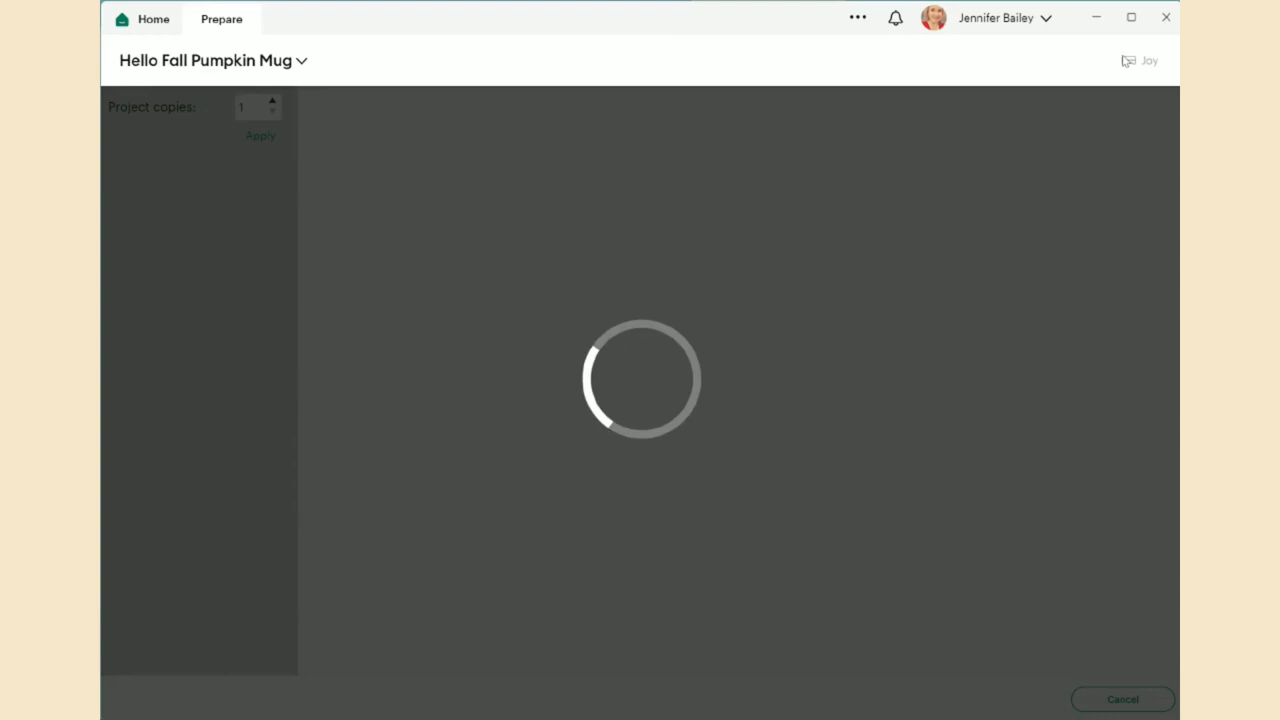 Home Prepare Jennifer Bailey
Hello Fall Pumpkin Mug Joy
Project copies: 1
Apply
Cancel